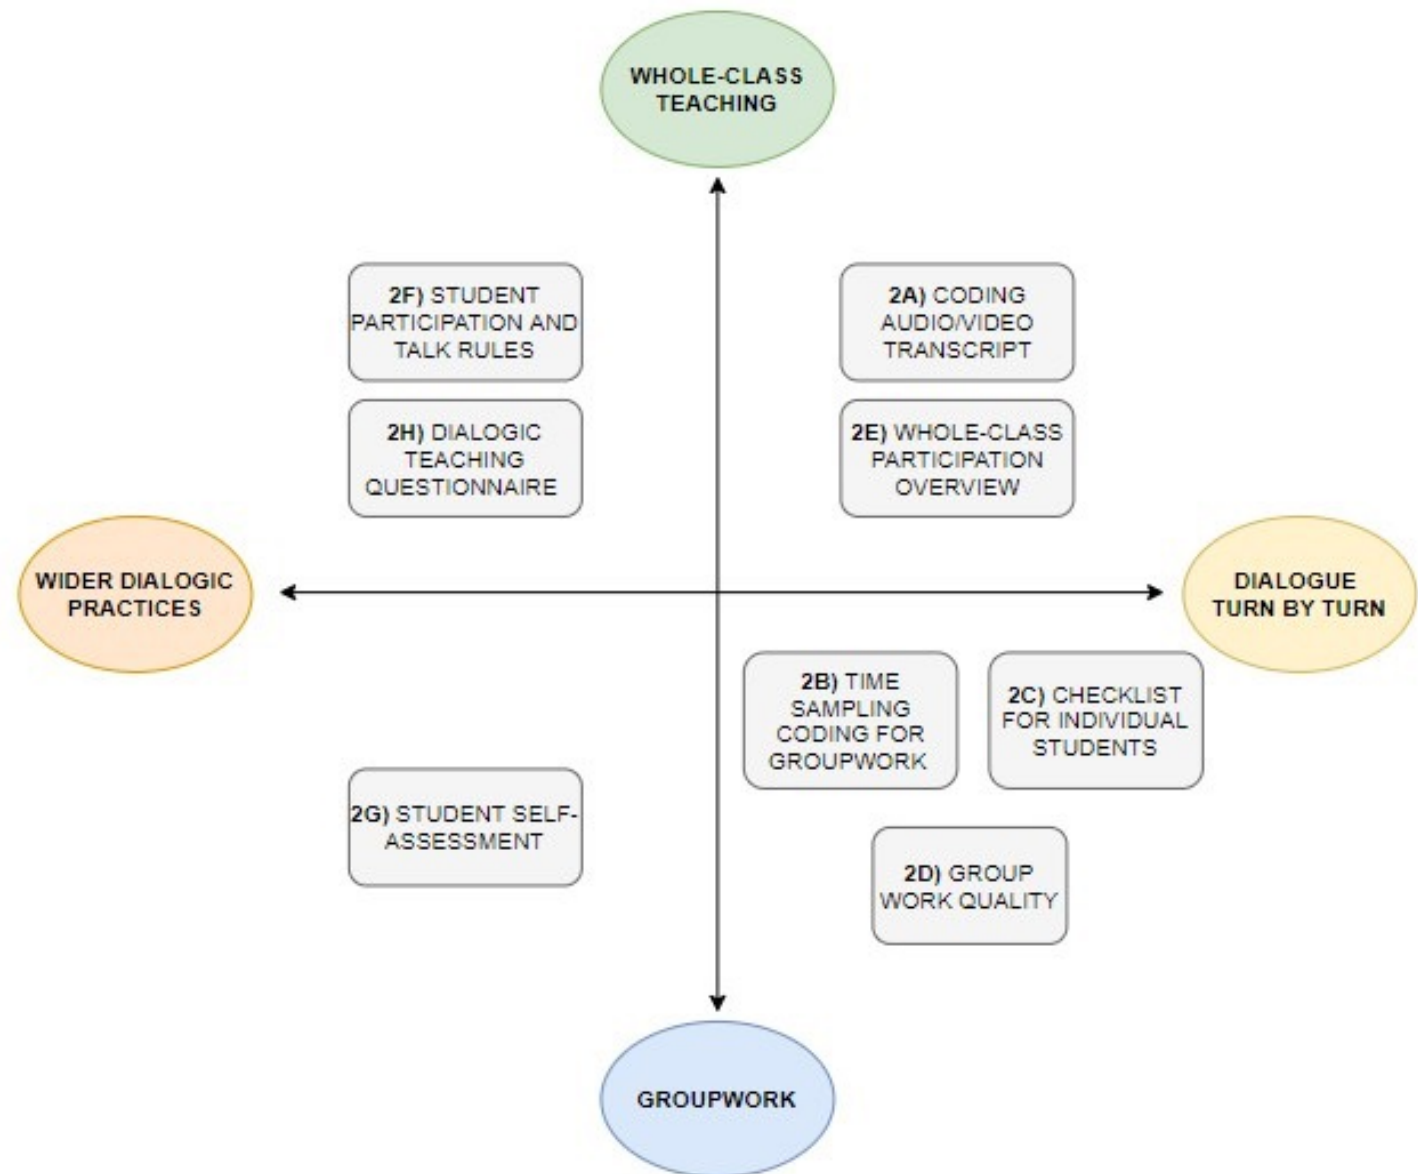 WHOLE-CLASS
TEACHING
2F) STUDENT
PARTICIPATION AND
TALK RULES
2A) CODING
AUDIO/VIDEO
TRANSCRIPT
2H) DIALOGIC
TEACHING
QUESTIONNAIRE
2E) WHOLE-CLASS
PARTICIPATION
OVERVIEW
WIDER DIALOGIC
PRACTICES
DIALOGUE
TURN BY TURN
2B) TIME
SAMPLING
CODING FOR
GROUPWORK
2C) CHECKLIST
FOR INDIVIDUAL
STUDENTS
2G) STUDENT SELF-
ASSESSMENT
2D) GROUP
WORK QUALITY
GROUPWORK